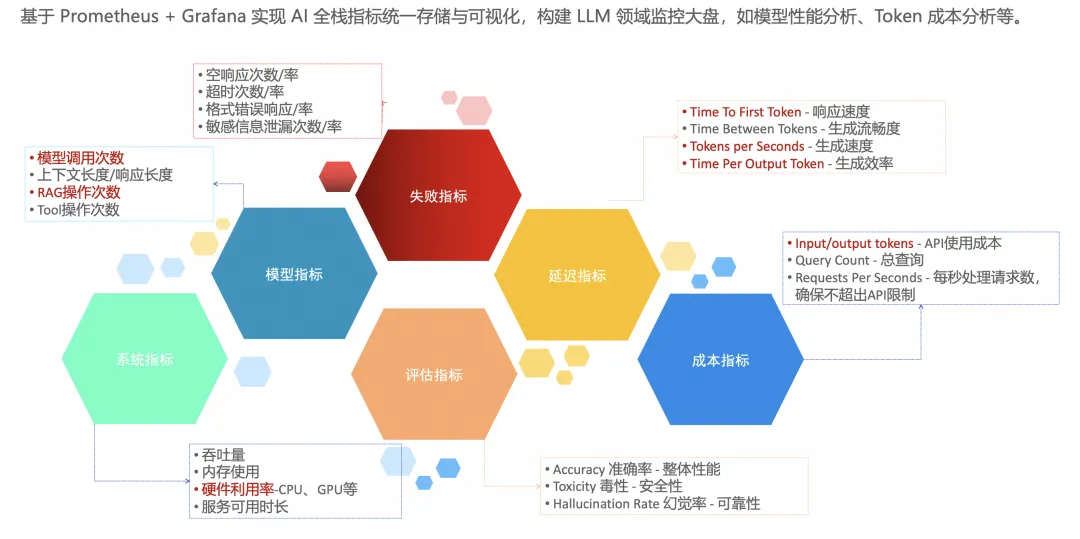 基于 Prometheus + Grafana 实现 AI 全栈指标统一存储与可视化，构建 LLM 领域监控大盘，如模型性能分析、Token 成本分析等。
• 空响应次数/率
• 超时次数/率
• 格式错误响应/率
• 敏感信息泄漏次数/率
• Time To First Token - 响应速度
• Time Between Tokens - 生成流畅度
• Tokens per Seconds - 生成速度
• Time Per Output Token - 生成效率
• 模型调用次数
• 上下文长度/响应长度
• RAG操作次数
• Tool操作次数
失败指标
模型指标
延迟指标
• Input/output tokens - API使用成本
• Query Count - 总查询
• Requests Per Seconds - 每秒处理请求数，
确保不超出API限制
系统指标
评估指标
成本指标
• 吞吐量
• 内存使用
• 硬件利用率-CPU、GPU等
• 服务可用时长
• Accuracy 准确率 - 整体性能
• Toxicity 毒性 - 安全性
• Hallucination Rate 幻觉率 - 可靠性